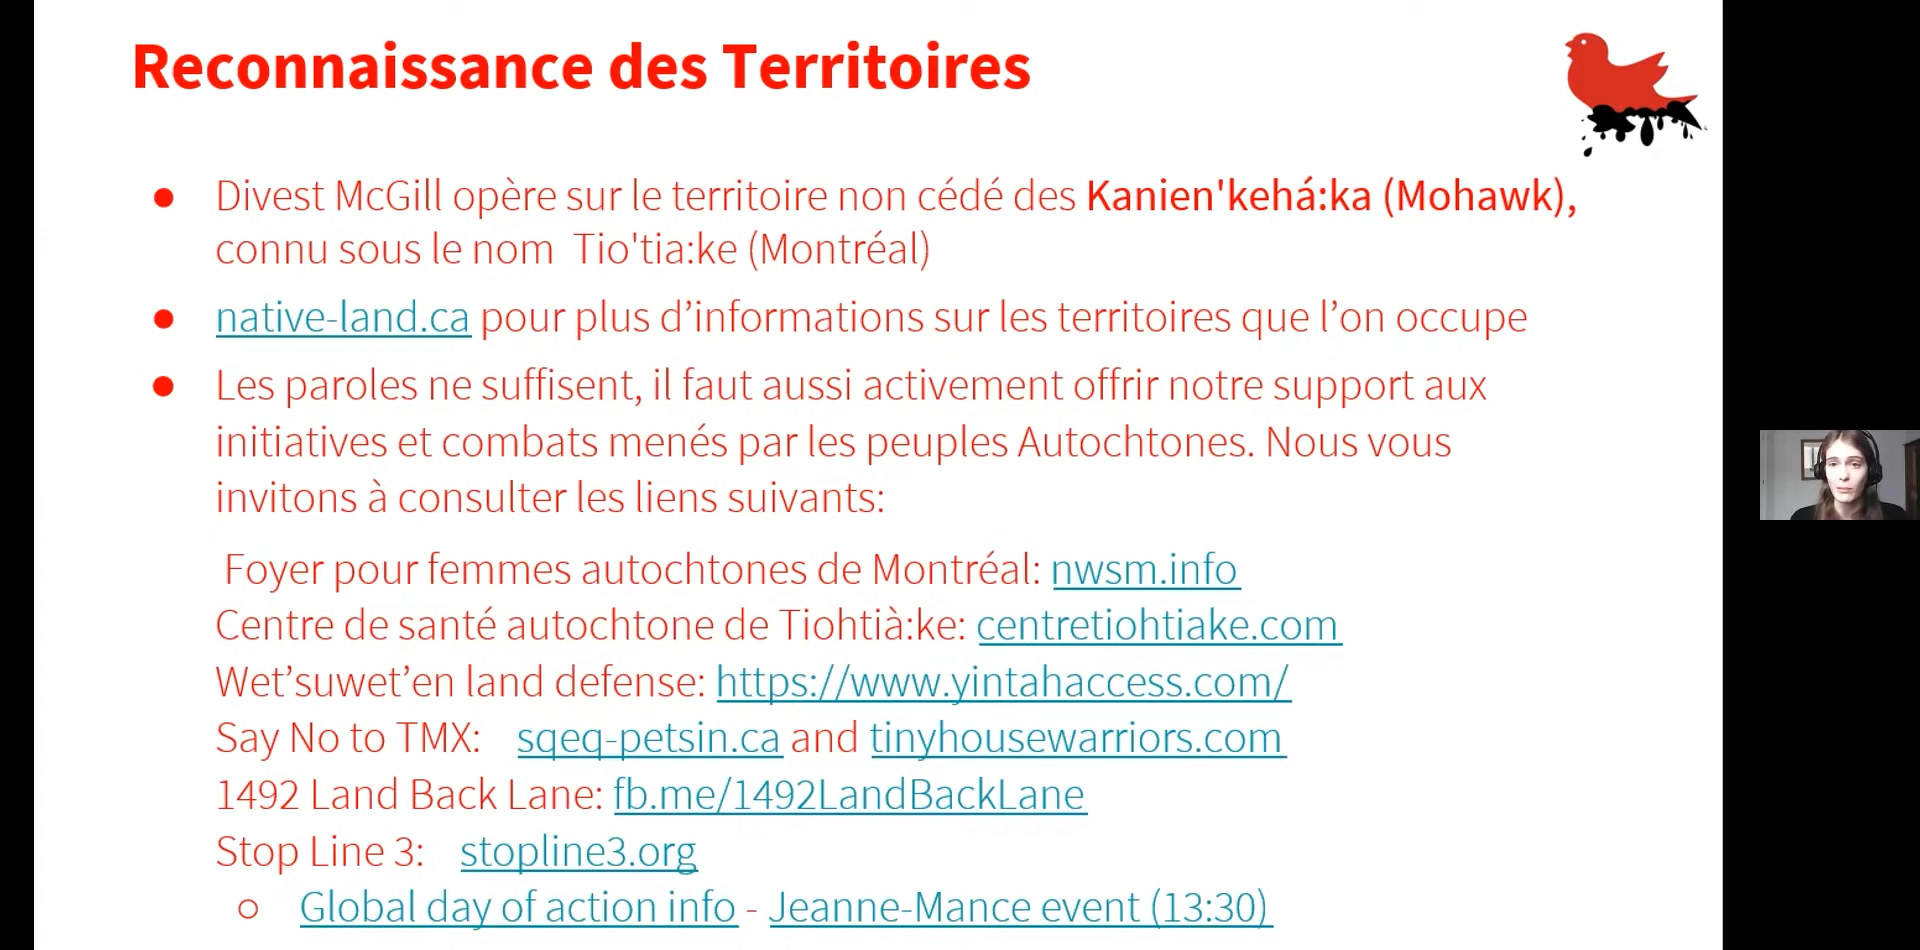 Reconnaissance des Territoires
● Divest McGill opère sur le territoire non cédé des Kanien'kehá:ka (Mohawk),
connu sous le nom Tio'tia:ke (Montréal)
● native-land.ca pour plus d’informations sur les territoires que l’on occupe
● Les paroles ne suffisent, il faut aussi activement offrir notre support aux
initiatives et combats menés par les peuples Autochtones. Nous vous
invitons à consulter les liens suivants:
Foyer pour femmes autochtones de Montréal: nwsm.info
Centre de santé autochtone de Tiohtià:ke: centretiohtiake.com
Wet’suwet’en land defense: https://www.yintahaccess.com/
Say No to TMX: sqeq-petsin.ca and tinyhousewarriors.com
1492 Land Back Lane: fb.me/1492LandBackLane
Stop Line 3: stopline3.org
○ Global day of action info - Jeanne-Mance event (13:30)